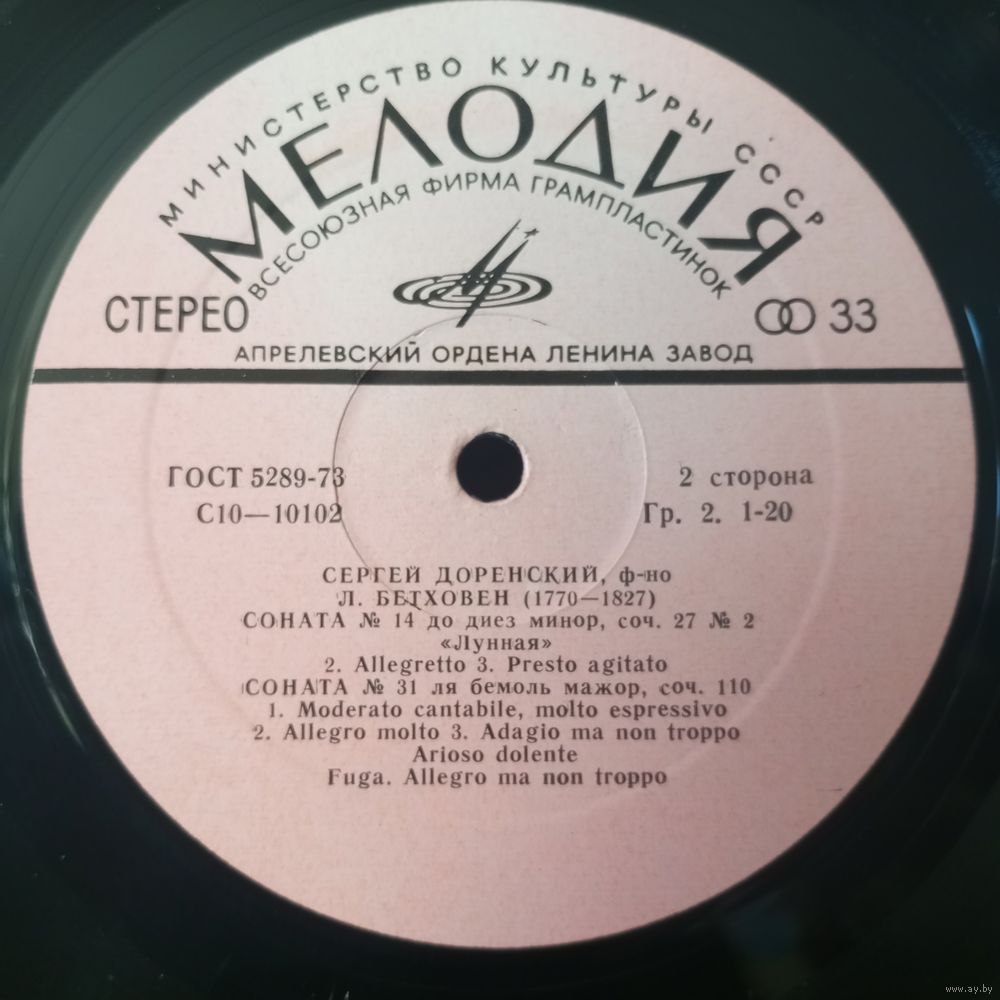 МИНИСТЕРСТВО КУЛЬТУРЫ СССР
МЕЛОДИЯ
ВСЕСОЮЗНАЯ ФИРМА ГРАМПЛАСТИНОК
СТЕРЕО
33
АПРЕЛЕВСКИЙ ОРДЕНА ЛЕНИНА ЗАВОД
ГОСТ 5289-73
2 сторона
С10—10102
Гр. 2. 1-20
СЕРГЕЙ ДОРЕНСКИЙ, ф-но
Л. БЕТХОВЕН (1770—1827)
СОНАТА № 14 до диез минор, соч. 27 № 2
«Лунная»
2. Allegretto 3. Presto agitato
СОНАТА № 31 ля бемоль мажор, соч. 110
1. Moderato cantabile, molto espressivo
2. Allegro molto 3. Adagio ma non troppo
Arioso dolente
Fuga. Allegro ma non troppo
www.ay.by